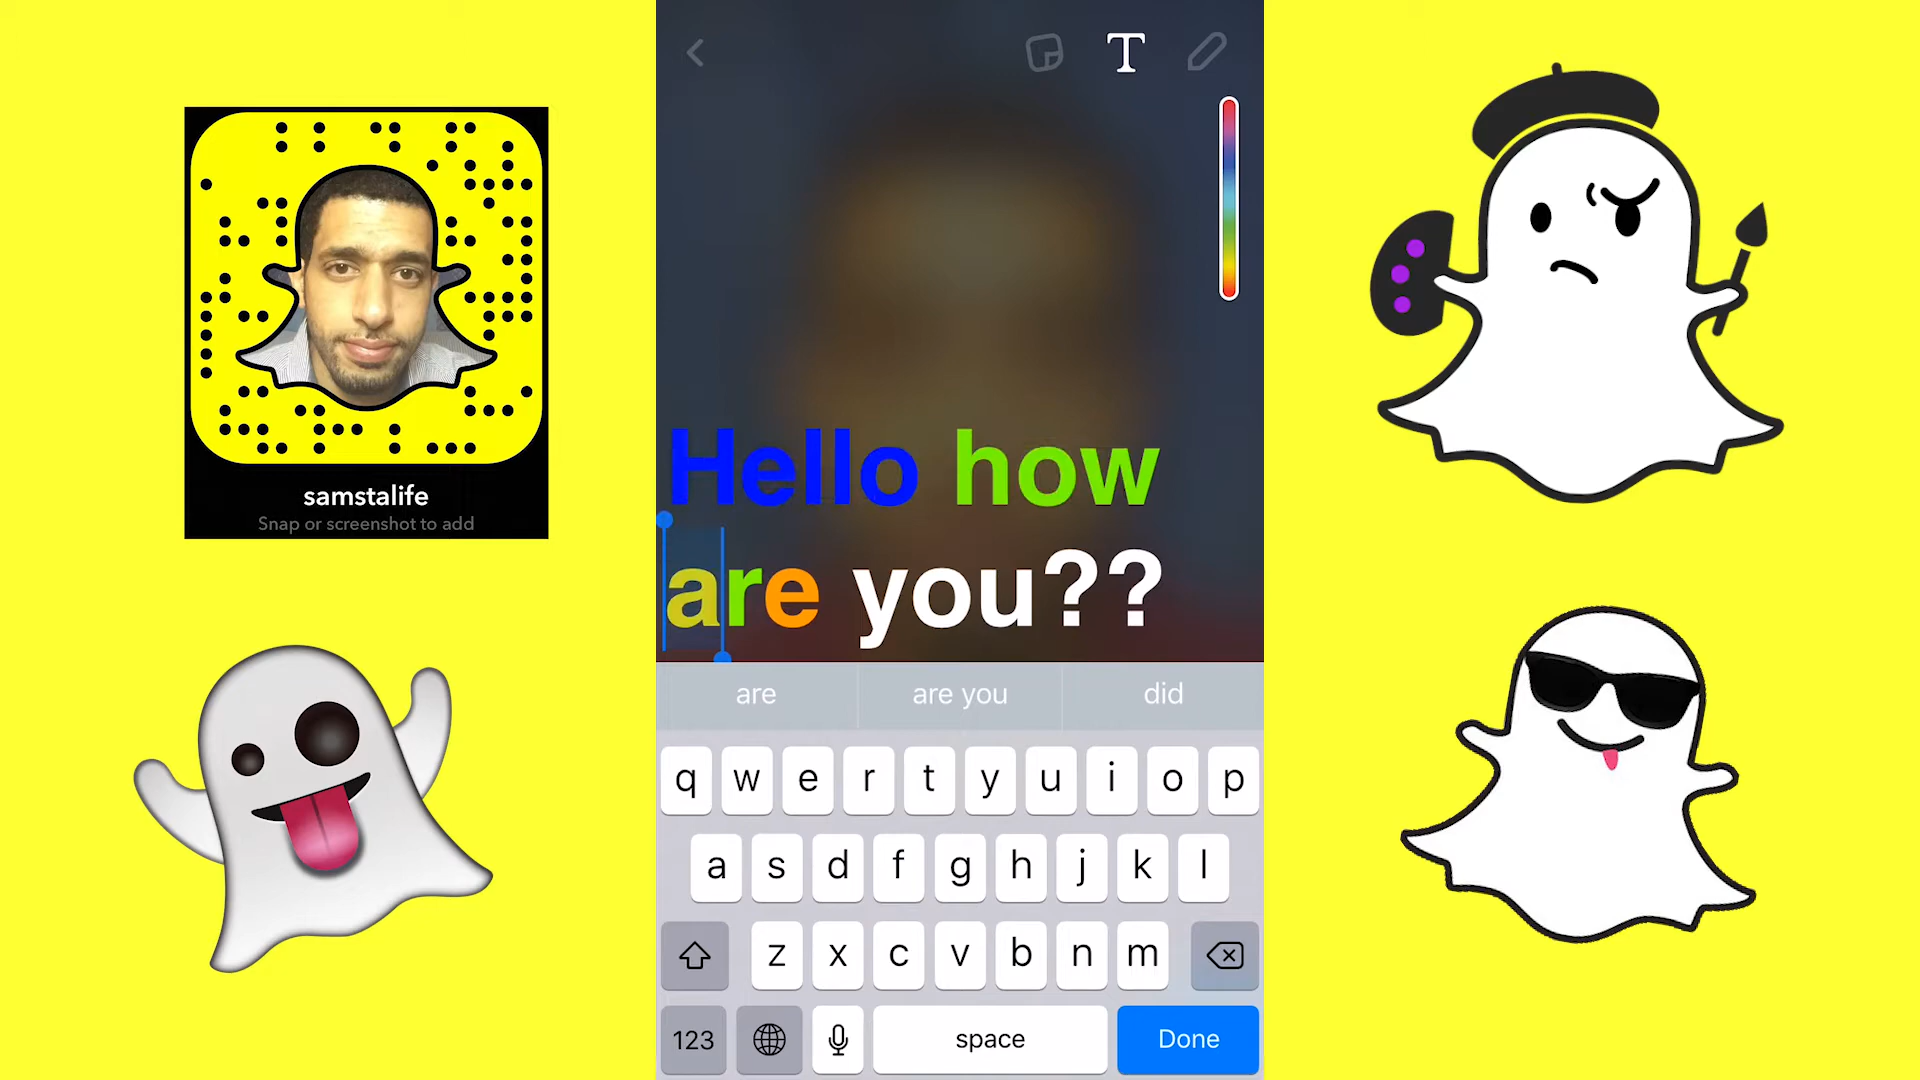 samstalife
Snap or screenshot to add
T
Hello how
are you??
are are you did
q w e r t y u i o p
a s d f g h j k l
z x c v b n m
123 space Done